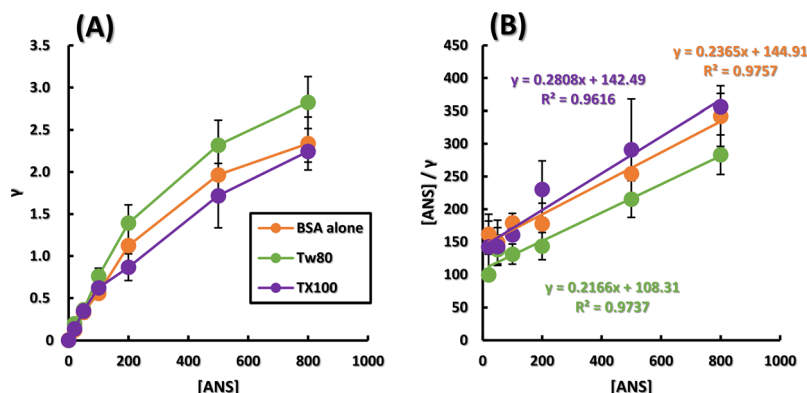 (A)
γ
3.5
3.0
2.5
2.0
1.5
1.0
0.5
0
0 200 400 600 800 1000
[ANS]
BSA alone
Tw80
TX100
(B)
[ANS] / γ
450
400
350
300
250
200
150
100
50
0
0 200 400 600 800 1000
[ANS]
y = 0.2365x + 144.91
R² = 0.9757
y = 0.2808x + 142.49
R² = 0.9616
y = 0.2166x + 108.31
R² = 0.9737